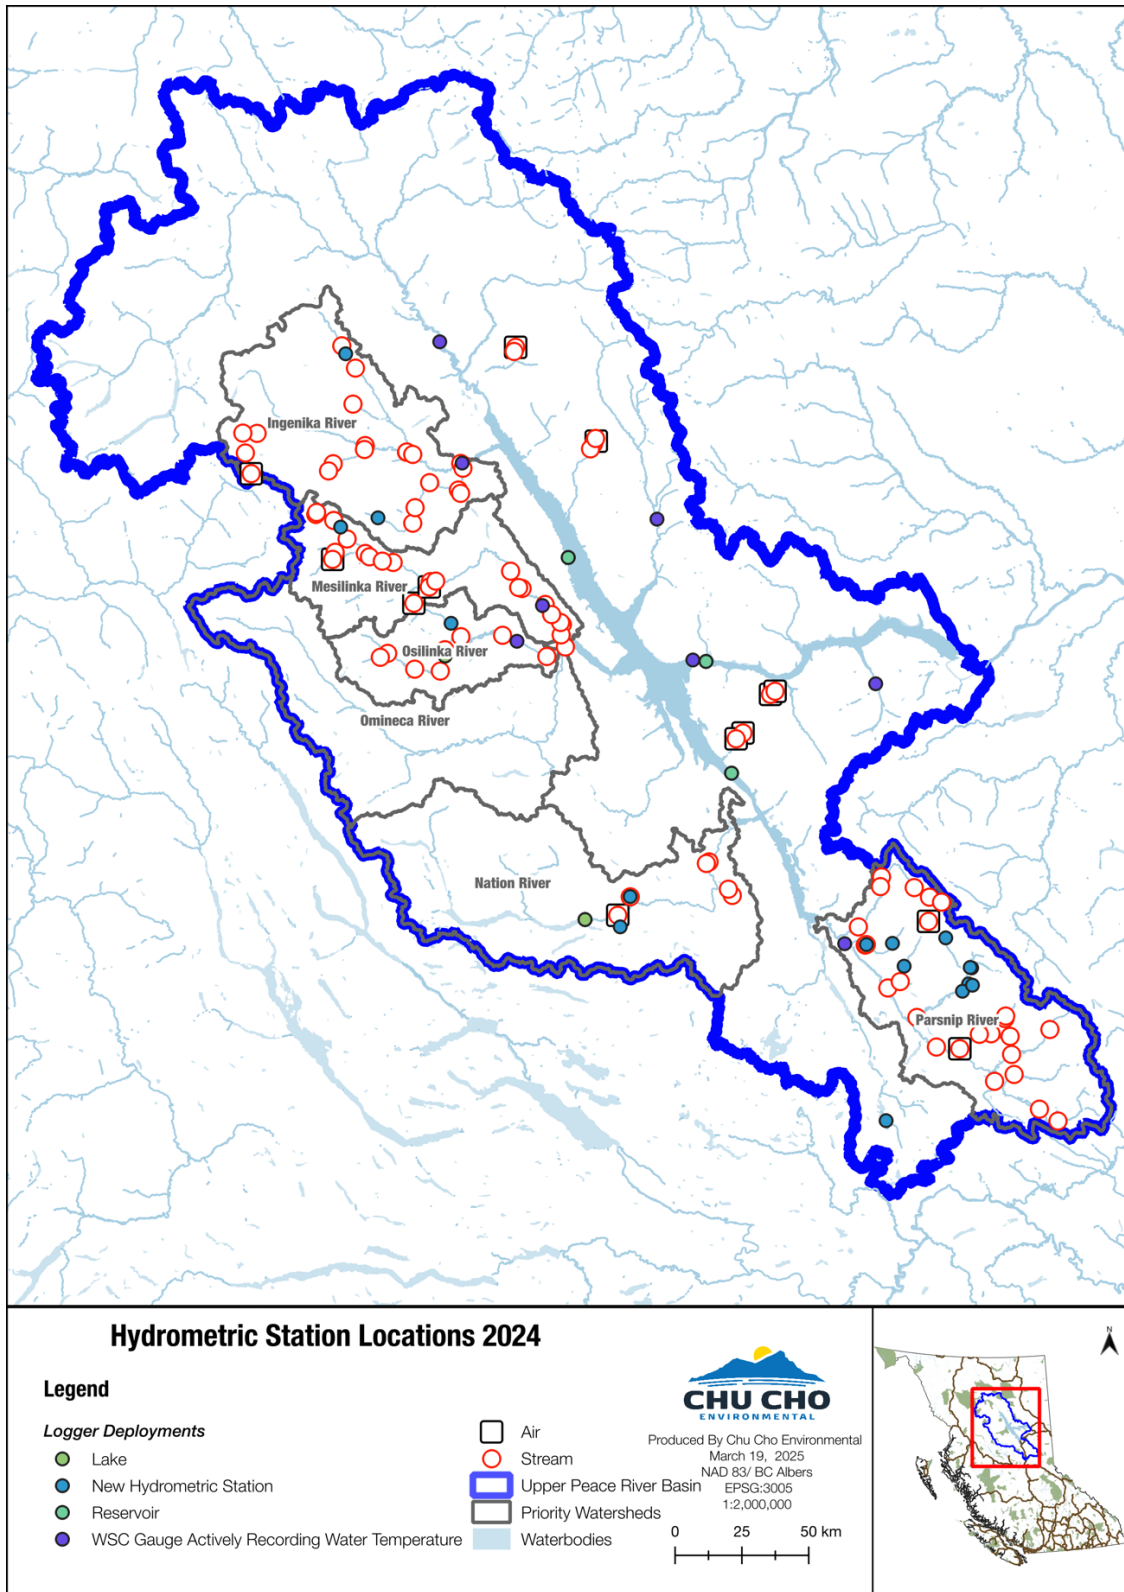 Ingenika River
Mesilinka River
Osilinka River
Omineca River
Nation River
Parsnip River
Hydrometric Station Locations 2024
Legend
Logger Deployments
Lake
New Hydrometric Station
Reservoir
WSC Gauge Actively Recording Water Temperature
Air
Stream
Upper Peace River Basin
Priority Watersheds
Waterbodies
CHU CHO
ENVIRONMENTAL
Produced By Chu Cho Environmental
March 19, 2025
NAD 83/ BC Albers
EPSG:3005
1:2,000,000
0 25 50 km
N